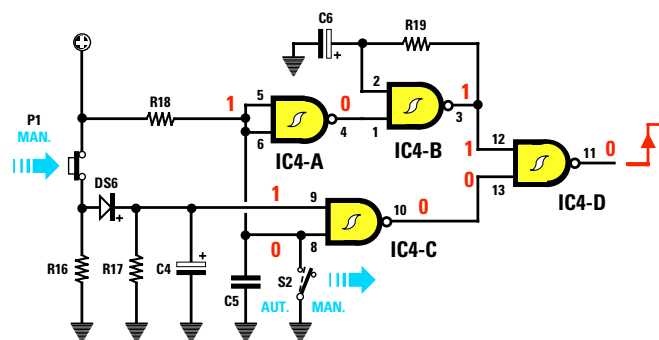 C6
R19
+
P1
MAN.
R18
1
5
6
0
4
IC4-A
2
1
3
1
IC4-B
1
12
0
13
11
0
IC4-D
DS6
+
1
9
8
10
0
IC4-C
0
R16
R17
C4
+
C5
S2
AUT.
MAN.